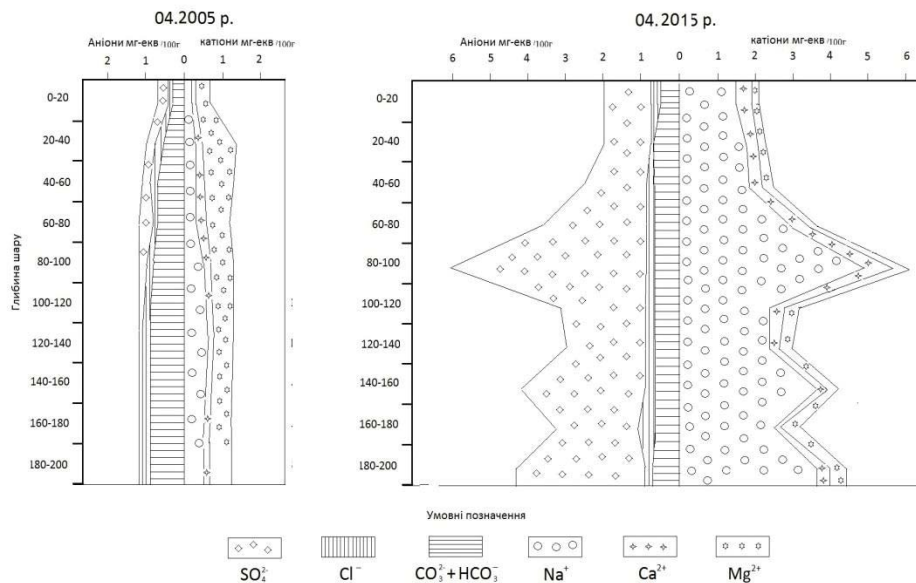 04.2005 р.
Аніони мг-екв /100г
катіони мг-екв /100г
2 1 0 1 2
Глибина шару
0-20
20-40
40-60
60-80
80-100
100-120
120-140
140-160
160-180
180-200
04.2015 р.
Аніони мг-екв /100г
катіони мг-екв /100г
6 5 4 3 2 1 0 1 2 3 4 5 6
0-20
20-40
40-60
60-80
80-100
100-120
120-140
140-160
160-180
180-200
Умовні позначення
SO₄²⁻ Cl⁻ CO₃²⁻+HCO₃⁻ Na⁺ Ca²⁺ Mg²⁺